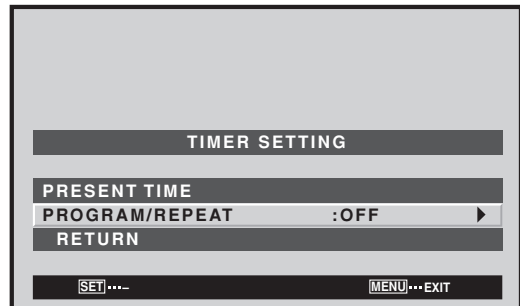 TIMER SETTING
PRESENT TIME
PROGRAM/REPEAT :OFF ▶
RETURN
SET ···– MENU ··· EXIT